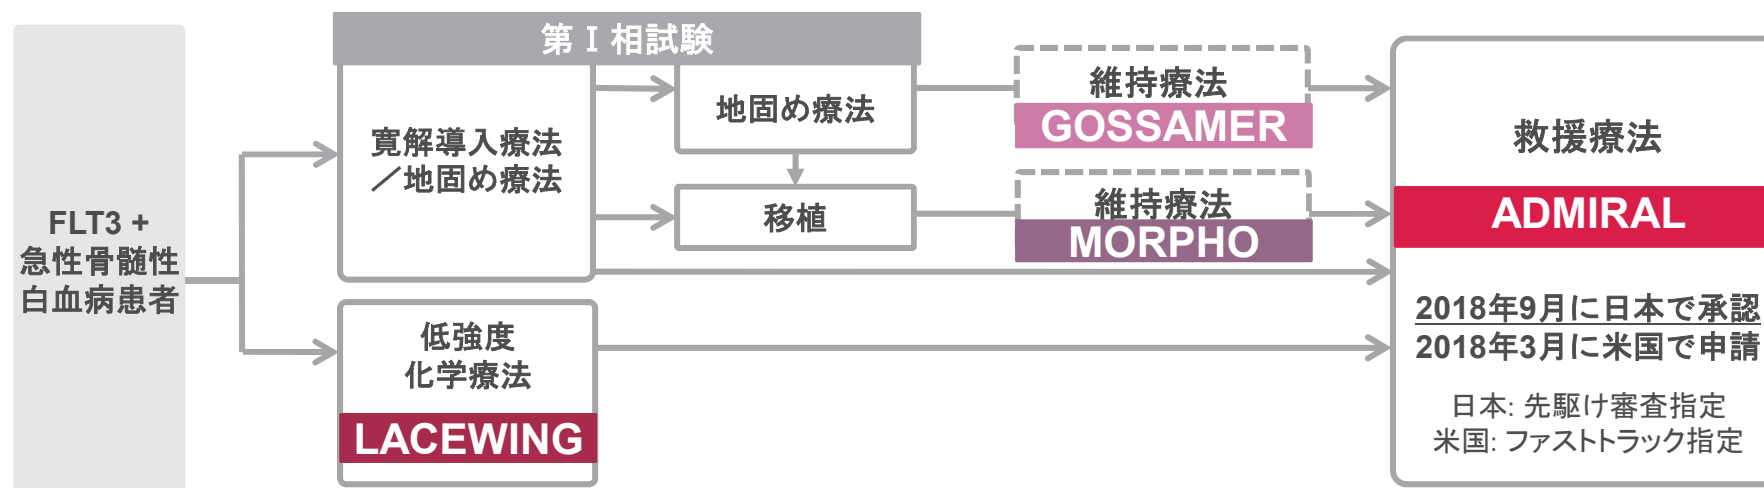 FLT3 +
急性骨髄性
白血病患者
第Ⅰ相試験
寛解導入療法
／地固め療法
地固め療法
移植
維持療法
GOSSAMER
維持療法
MORPHO
低強度
化学療法
LACEWING
救援療法
ADMIRAL
2018年9月に日本で承認
2018年3月に米国で申請
日本: 先駆け審査指定
米国: ファストトラック指定